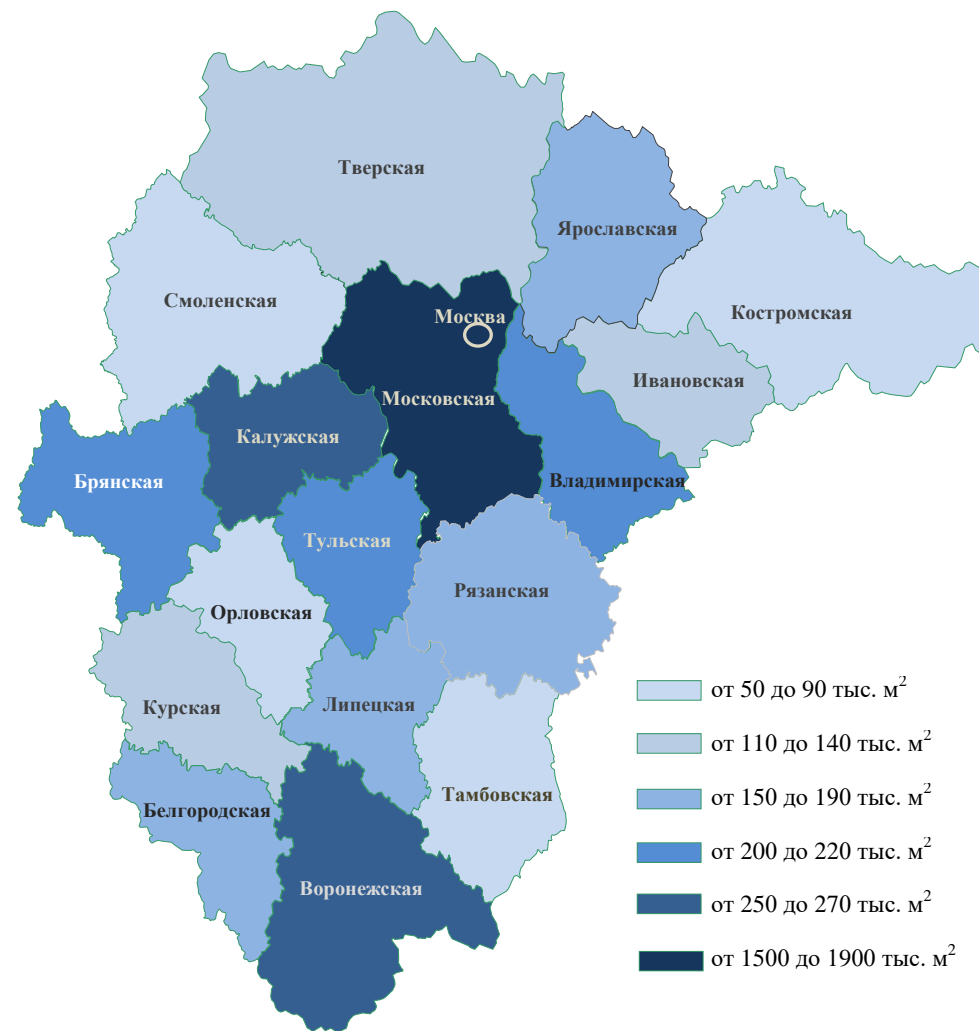 Тверская
Ярославская
Смоленская
Москва
Костромская
Ивановская
Московская
Калужская
Брянская
Владимирская
Тульская
Рязанская
Орловская
Курская
Липецкая
Тамбовская
Белгородская
Воронежская
от 50 до 90 тыс. м²
от 110 до 140 тыс. м²
от 150 до 190 тыс. м²
от 200 до 220 тыс. м²
от 250 до 270 тыс. м²
от 1500 до 1900 тыс. м²